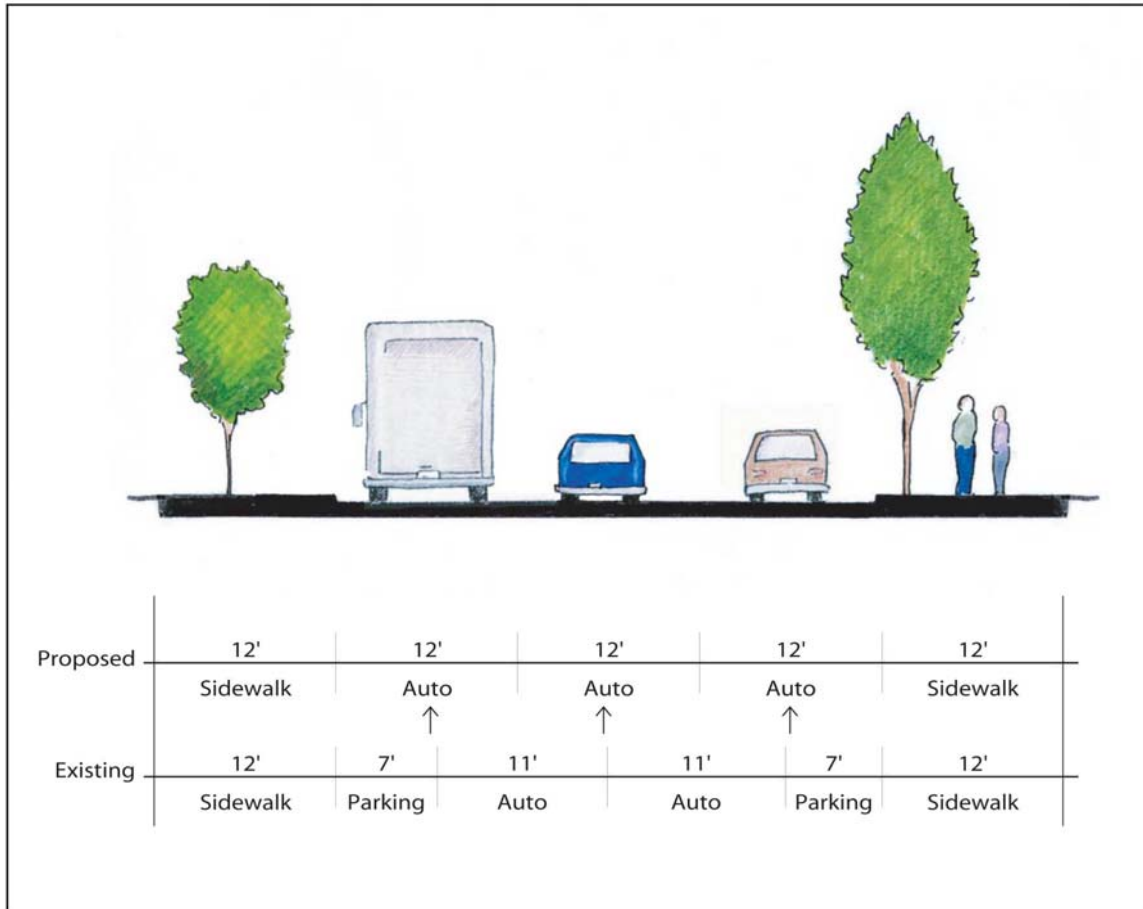 12' 12' 12' 12' 12'
Proposed
Sidewalk Auto Auto Auto Sidewalk
12' 7' 11' 11' 7' 12'
Existing
Sidewalk Parking Auto Auto Parking Sidewalk